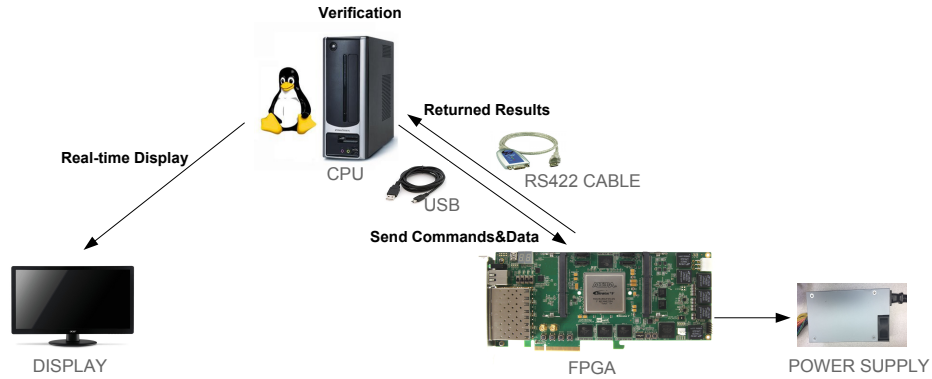 Verification
Returned Results
Real-time Display
CPU
RS422 CABLE
USB
Send Commands&Data
DISPLAY
FPGA
POWER SUPPLY